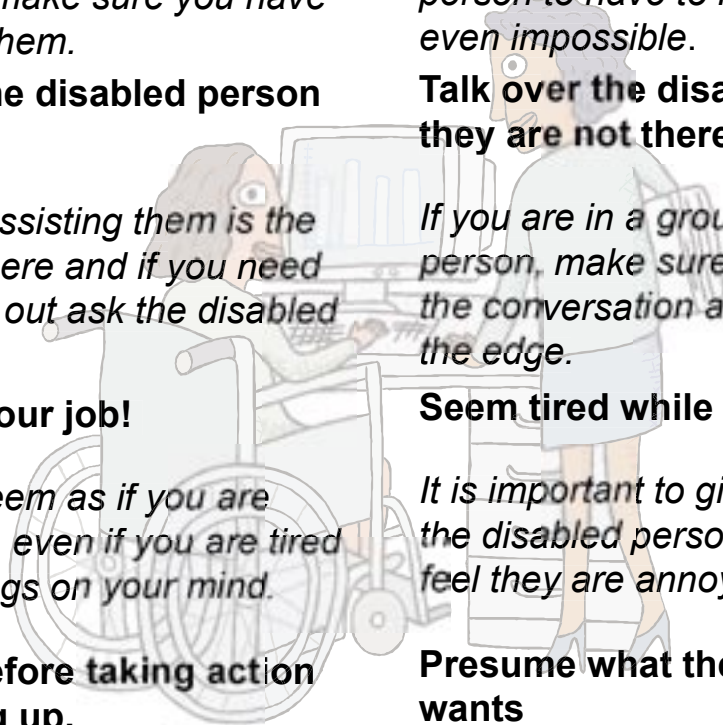 make sure you have
them.
he disabled person
ssisting them is the
ere and if you need
out ask the disabled
our job!
eem as if you are
even if you are tired
gs on your mind.
efore taking action
g up.
person to have to
even impossible.
Talk over the disa
they are not there
If you are in a grou
person, make sure
the conversation a
the edge.
Seem tired while
It is important to gi
the disabled perso
feel they are annoy
Presume what the
wants